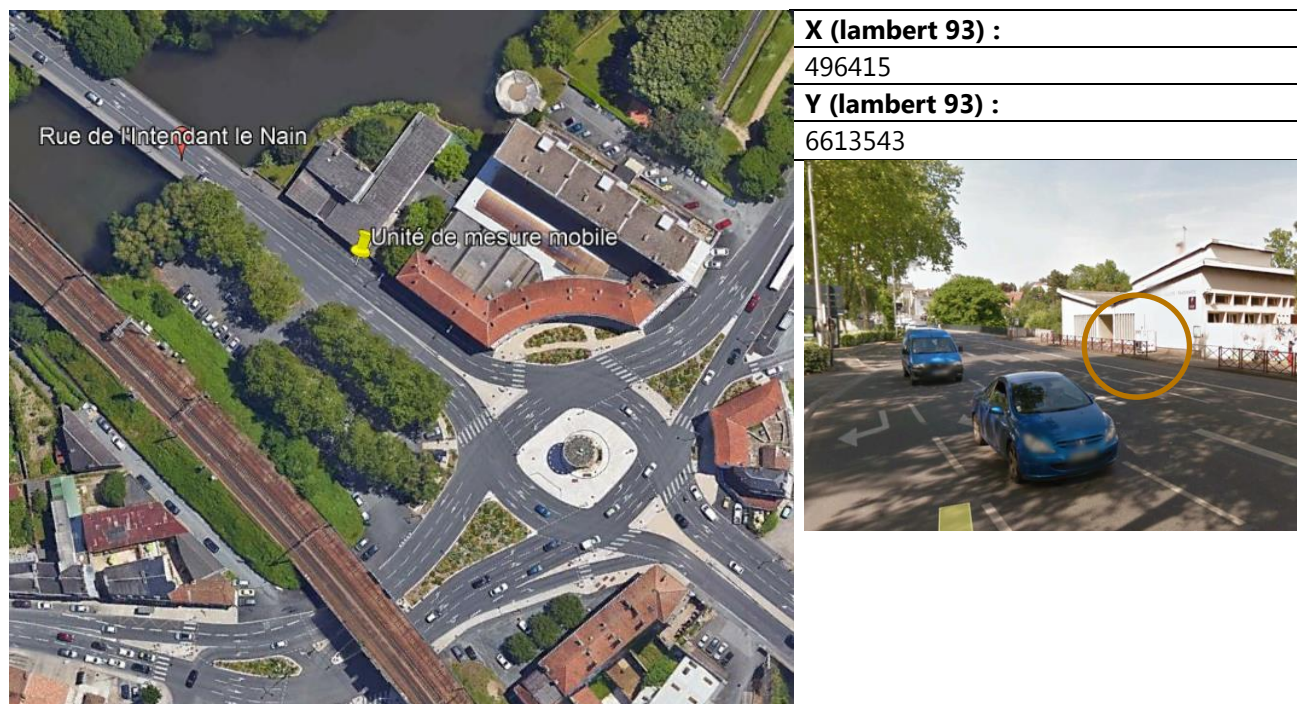 Rue de l'Intendant le Nain
Unité de mesure mobile
X (lambert 93) :
496415
Y (lambert 93) :
6613543